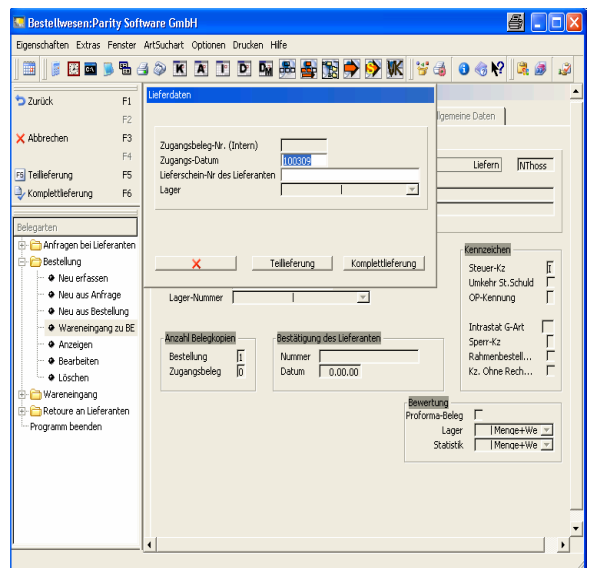 Bestellwesen:Parity Software GmbH
Eigenschaften Extras Fenster ArtSuchart Optionen Drucken Hilfe
K A T D DM
Zurück F1
F2
Abbrechen F3
F4
F5 Teillieferung F5
Komplettlieferung F6
Belegarten
Anfragen bei Lieferanten
Bestellung
Neu erfassen
Neu aus Anfrage
Neu aus Bestellung
Wareneingang zu BE
Anzeigen
Bearbeiten
Löschen
Wareneingang
Retoure an Lieferanten
Programm beenden
Lieferdaten
Zugangsbeleg-Nr. (Intern)
Zugangs-Datum 100309
Lieferschein-Nr des Lieferanten
Lager
Teillieferung Komplettlieferung
llgemeine Daten
Liefern NThoss
Lager-Nummer
Anzahl Belegkopien
Bestellung 1
Zugangsbeleg 0
Bestätigung des Lieferanten
Nummer
Datum 0.00.00
Kennzeichen
Steuer-Kz I
Umkehr St.Schuld
OP-Kennung
Intrastat G-Art
Sperr-Kz
Rahmenbestell...
Kz. Ohne Rech...
Bewertung
Proforma-Beleg
Lager Menge+We
Statistik Menge+We